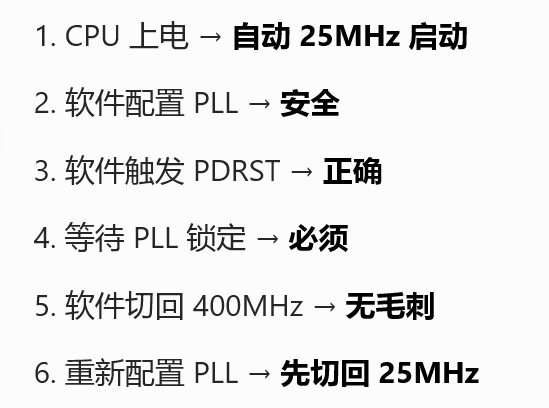 1. CPU 上电 → 自动 25MHz 启动
2. 软件配置 PLL → 安全
3. 软件触发 PDRST → 正确
4. 等待 PLL 锁定 → 必须
5. 软件切回 400MHz → 无毛刺
6. 重新配置 PLL → 先切回 25MHz